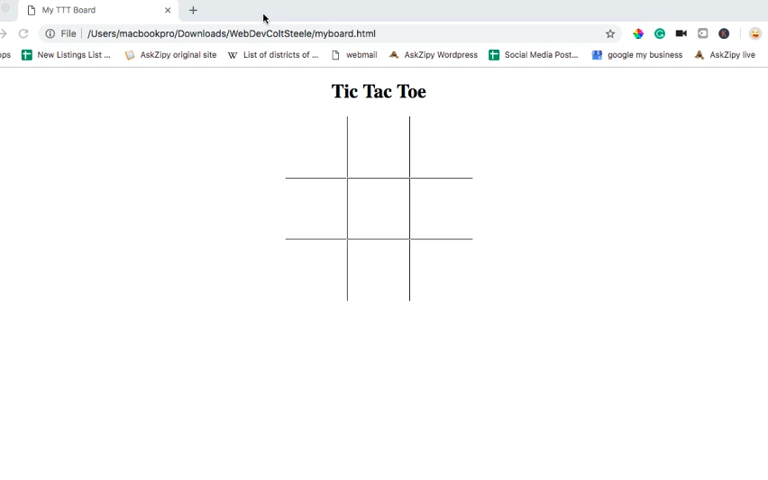 My TTT Board
File /Users/macbookpro/Downloads/WebDevColtSteele/myboard.html
ops New Listings List ... AskZipy original site W List of districts of ... webmail AskZipy Wordpress Social Media Post... google my business AskZipy live
Tic Tac Toe